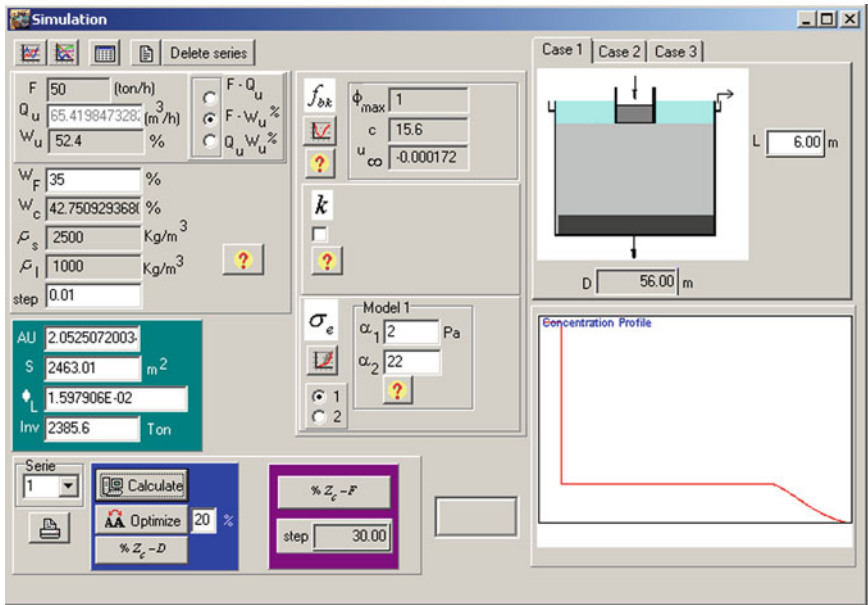 Simulation
Delete series
F 50 (ton/h)
Q u 65.4198473282 (m 3 /h)
W u 52.4 %
F - Q u
F - W u %
Q u W u %
W F 35 %
W c 42.7509293680 %
ρ s 2500 Kg/m 3
ρ l 1000 Kg/m 3
step 0.01
?
AU 2.0525072003
S 2463.01 m 2
ϕ L 1.597906E-02
Inv 2385.6 Ton
f bk
?
ϕ max 1
c 15.6
u ∞ -0.000172
k
?
σ e
1
2
Model 1
α 1 2 Pa
α 2 22
?
Case 1 Case 2 Case 3
L 6.00 m
D 56.00 m
Concentration Profile
Serie
1
Calculate
Optimize 20 %
% Z c - D
% Z c - F
step 30.00